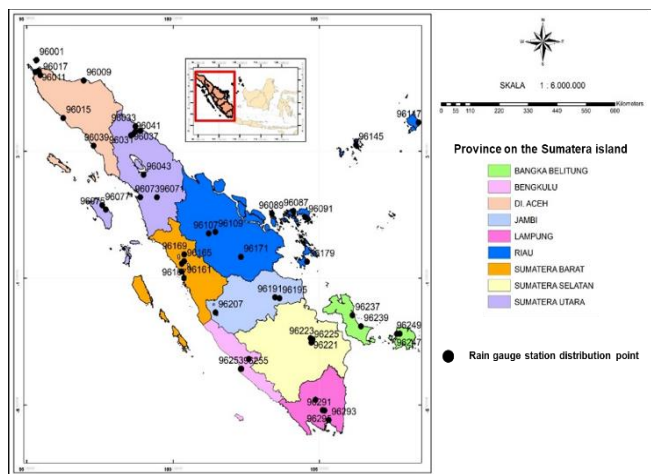 N
SKALA 1 : 6.000.000
Kilometers
0 55 110 220 330 440 550 660
Province on the Sumatera island
BANGKA BELITUNG
BENGKULU
DI. ACEH
JAMBI
LAMPUNG
RIAU
SUMATERA BARAT
SUMATERA SELATAN
SUMATERA UTARA
Rain gauge station distribution point
96001
96017
96011
96009
96015
96033
96041
96039
96031
96037
96043
96073
96071
96075
96077
96117
96145
96089
96087
96091
96107
96109
96169
96165
96171
96179
96161
96191
96195
96207
96237
96239
96249
96247
96223
96225
96221
96253
96255
96291
96293
96295